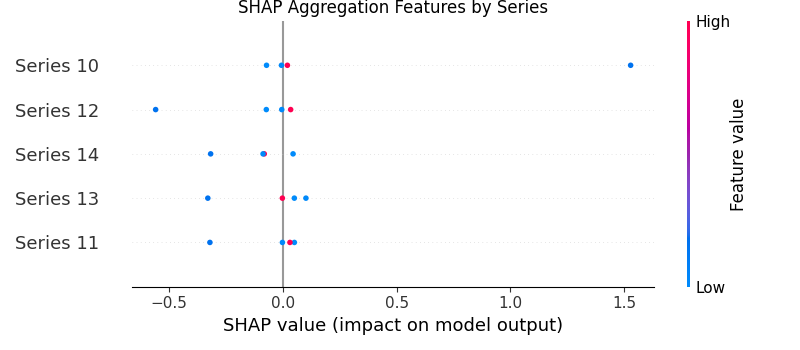 SHAP Aggregation Features by Series
High
Series 10
Series 12
Series 14
Series 13
Series 11
Feature value
Low
−0.5 0.0 0.5 1.0 1.5
SHAP value (impact on model output)